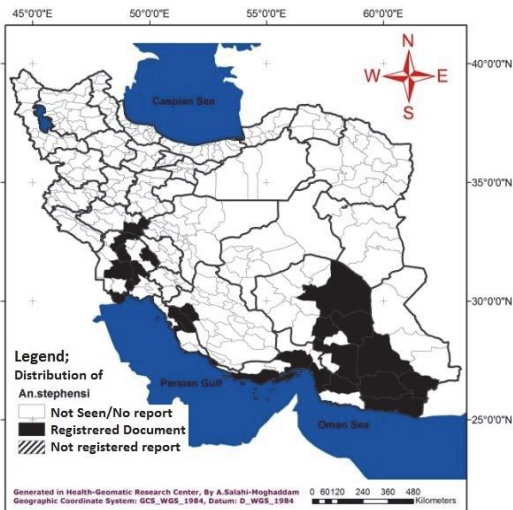 45°0'0"E 50°0'0"E 55°0'0"E 60°0'0"E
N
W E
S
40°0'0"N
35°0'0"N
30°0'0"N
25°0'0"N
Caspian Sea
Persian Gulf
Oman Sea
Legend;
Distribution of
An.stephensi
Not Seen/No report
Registrered Document
Not registered report
Generated in Health-Geomatic Research Center, By A.Salahi-Moghaddam
Geographic Coordinate System: GCS_WGS_1984, Datum: D_WGS_1984
0 60120 240 360 480
Kilometers